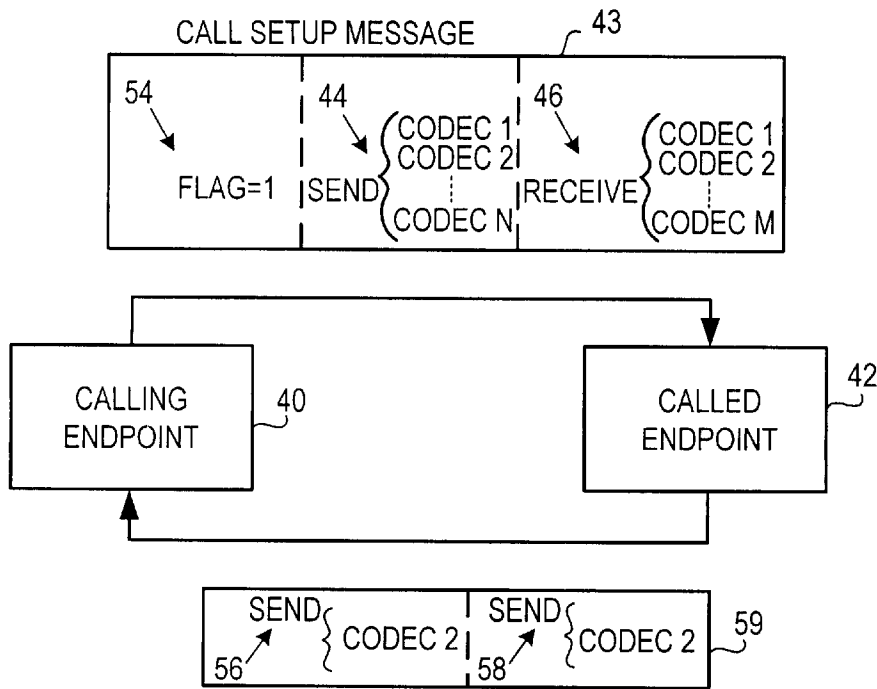 CALL SETUP MESSAGE
43
54
44
46
FLAG=1
SEND
CODEC 1
CODEC 2
CODEC N
RECEIVE
CODEC 1
CODEC 2
CODEC M
CALLING
ENDPOINT
40
CALLED
ENDPOINT
42
SEND
CODEC 2
56
SEND
CODEC 2
58
59